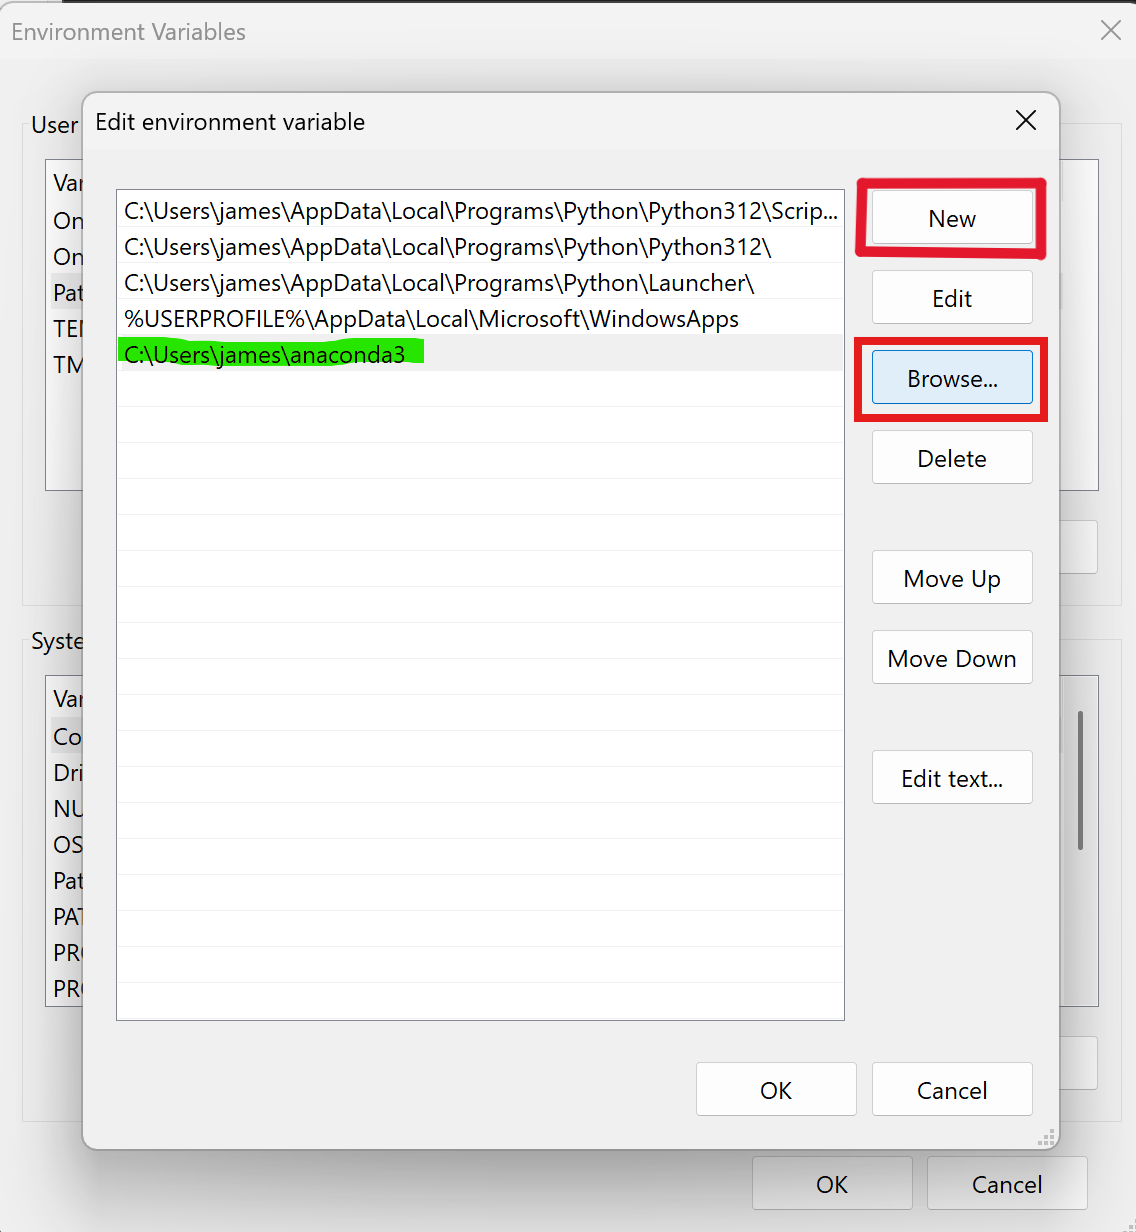 Environment Variables
User
Edit environment variable
Var
On
On
Pat
TE
TM
C:\Users\james\AppData\Local\Programs\Python\Python312\Scrip...
C:\Users\james\AppData\Local\Programs\Python\Python312\
C:\Users\james\AppData\Local\Programs\Python\Launcher\
%USERPROFILE%\AppData\Local\Microsoft\WindowsApps
C:\Users\james\anaconda3
New
Edit
Browse...
Delete
Move Up
Move Down
Edit text...
Syste
Var
Co
Dri
NU
OS
Pat
PAT
PRO
PRO
OK
Cancel
OK
Cancel